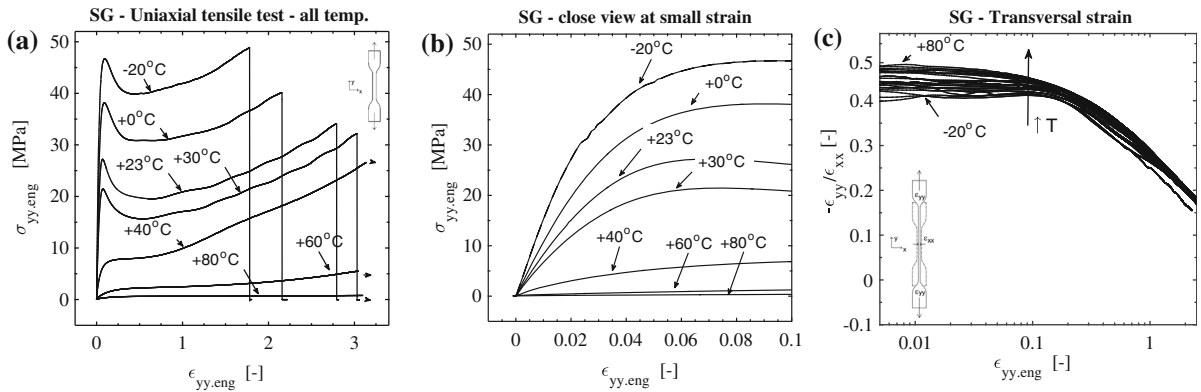 SG - Uniaxial tensile test - all temp.
(a)
50
40
30
20
10
0
σyy.eng [MPa]
-20°C
+0°C
+23°C
+30°C
+40°C
+80°C
+60°C
y
x
0 1 2 3
ϵyy.eng [-]
SG - close view at small strain
(b)
50
40
30
20
10
0
σyy.eng [MPa]
-20°C
+0°C
+23°C
+30°C
+40°C
+60°C
+80°C
0 0.02 0.04 0.06 0.08 0.1
ϵyy.eng [-]
SG - Transversal strain
(c)
0.5
0.4
0.3
0.2
0.1
0
-0.1
-ϵyy/ϵxx [-]
+80°C
-20°C
↑T
ϵyy
ϵxx
ϵyy
y
x
0.01 0.1 1
ϵyy.eng [-]